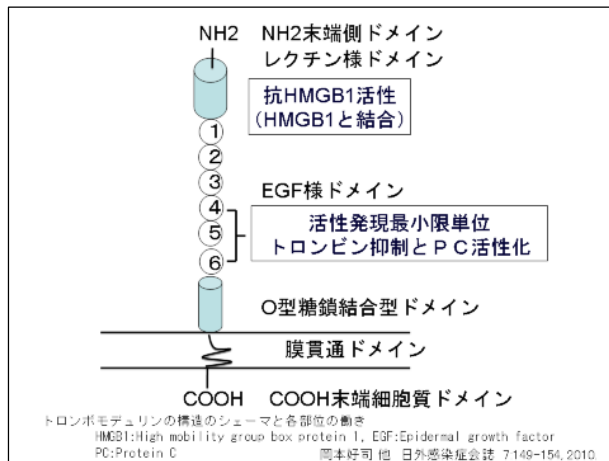 NH2 NH2末端側ドメイン
レクチン様ドメイン
抗HMGB1活性
(HMGB1と結合)
1
2
3
EGF様ドメイン
4
活性発現最小限単位
5
トロンビン抑制とPC活性化
6
O型糖鎖結合型ドメイン
膜貫通ドメイン
COOH COOH末端細胞質ドメイン
トロンボモデュリンの構造のシェーマと各部位の働き
HMGB1:High mobility group box protein 1, EGF:Epidermal growth factor
PC:Protein C 岡本好司 他 日外感染症会誌 7149-154,2010.